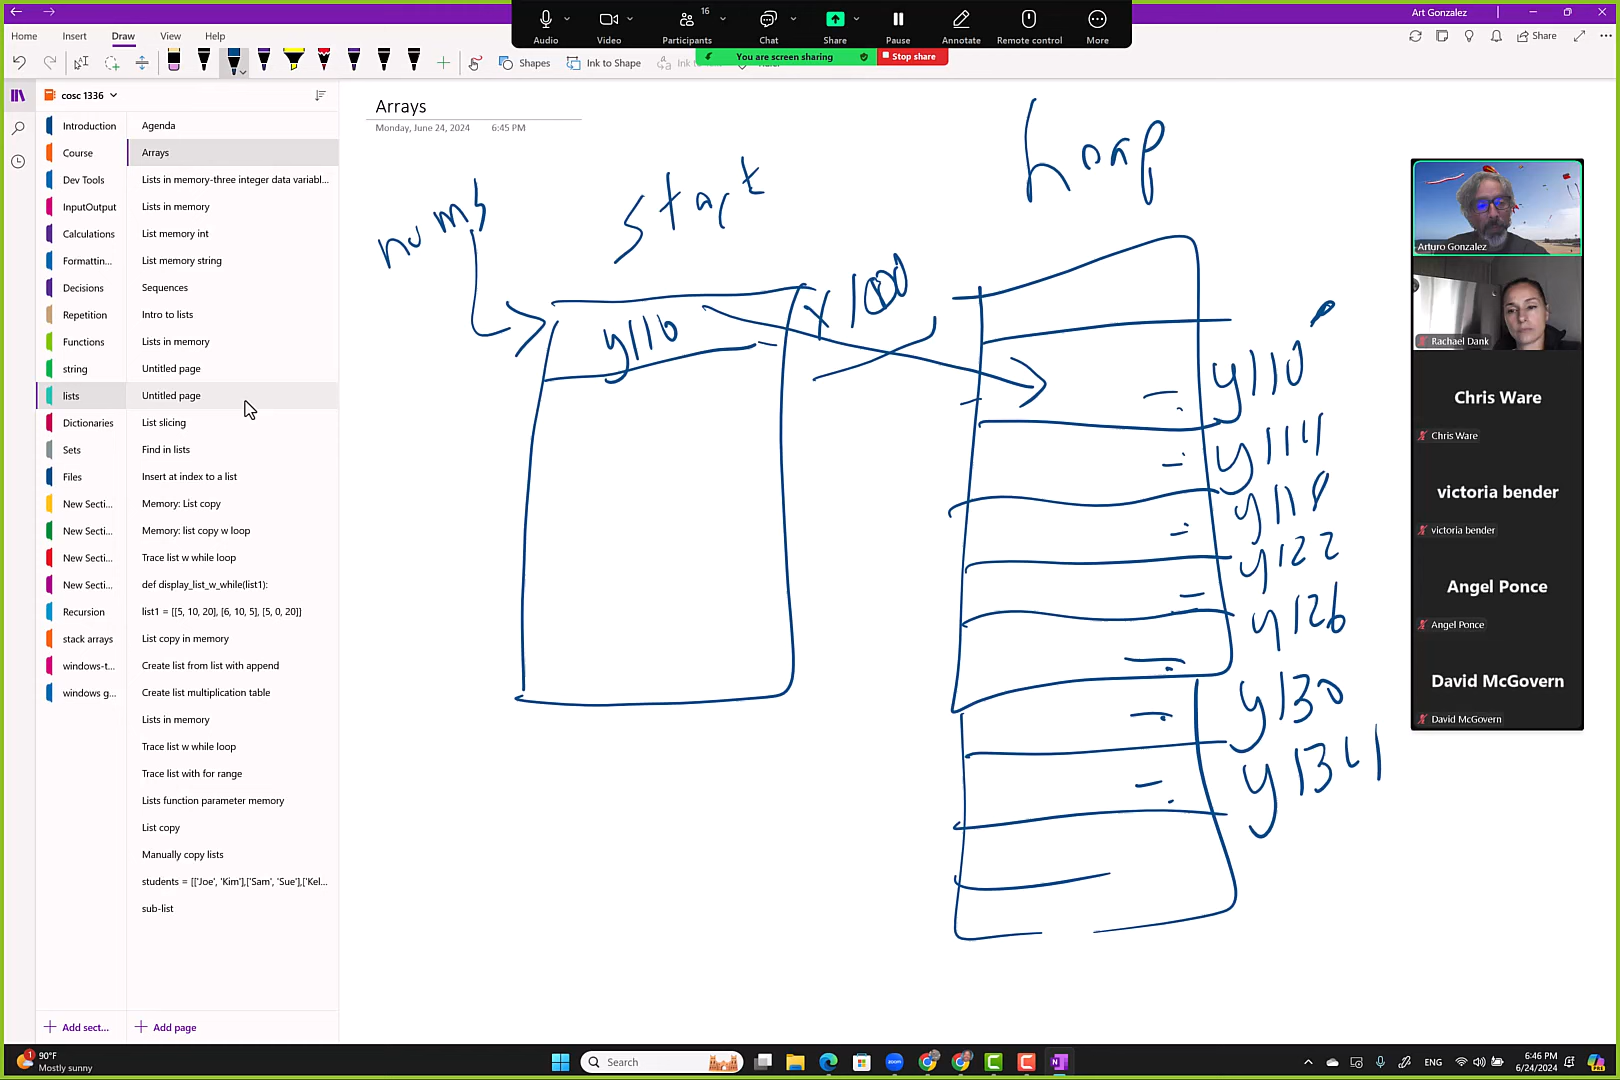 Art Gonzalez
16
Audio
Video
Participants
Chat
Share
Pause
Annotate
Remote control
More
You are screen sharing
Stop share
Home
Insert
Draw
View
Help
Share
Shapes
Ink to Shape
cosc 1336
Introduction
Course
Dev Tools
InputOutput
Calculations
Formattin...
Decisions
Repetition
Functions
string
lists
Dictionaries
Sets
Files
New Secti...
New Secti...
New Secti...
New Secti...
Recursion
stack arrays
windows-t...
windows g...
Add sect...
Agenda
Arrays
Lists in memory-three integer data variabl...
Lists in memory
List memory int
List memory string
Sequences
Intro to lists
Lists in memory
Untitled page
Untitled page
List slicing
Find in lists
Insert at index to a list
Memory: List copy
Memory: list copy w loop
Trace list w while loop
def display_list_w_while(list1):
list1 = [[5, 10, 20], [6, 10, 5], [5, 0, 20]]
List copy in memory
Create list from list with append
Create list multiplication table
Lists in memory
Trace list w while loop
Trace list with for range
Lists function parameter memory
List copy
Manually copy lists
students = [['Joe', 'Kim'],['Sam', 'Sue'],['Kel...
sub-list
Add page
Arrays
Monday, June 24, 2024 6:45 PM
nums
heap
x100
y110
y110
y114
y118
y122
y126
y130
y134
Arturo Gonzalez
Rachael Dank
Chris Ware
Chris Ware
victoria bender
victoria bender
Angel Ponce
Angel Ponce
David McGovern
David McGovern
1
90°F
Mostly sunny
Search
zoom
ENG
6:46 PM
6/24/2024